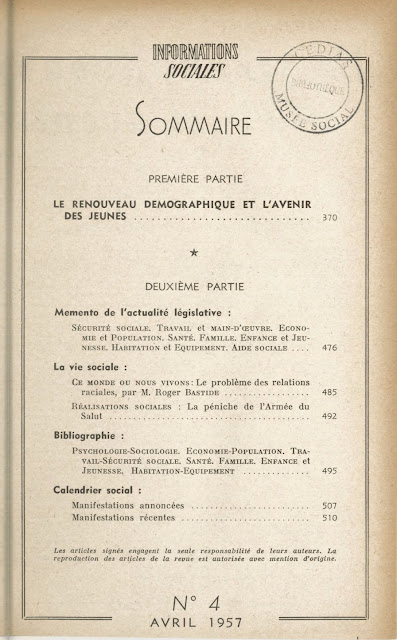 INFORMATIONS
SOCIALES
CEDIAS
BIBLIOTHÈQUE
MUSÉE SOCIAL
SOMMAIRE
PREMIÈRE PARTIE
LE RENOUVEAU DEMOGRAPHIQUE ET L'AVENIR
DES JEUNES .............................. 370
★
DEUXIÈME PARTIE
Memento de l'actualité législative :
SÉCURITÉ SOCIALE. TRAVAIL ET MAIN-D'ŒUVRE. ECONO-
MIE ET POPULATION. SANTÉ. FAMILLE. ENFANCE ET JEU-
NESSE. HABITATION ET EQUIPEMENT. AIDE SOCIALE .... 476
La vie sociale :
CE MONDE OU NOUS VIVONS : Le problème des relations
raciales, par M. Roger BASTIDE ................ 485
RÉALISATIONS SOCIALES : La péniche de l'Armée du
Salut ...................................... 492
Bibliographie :
PSYCHOLOGIE-SOCIOLOGIE. ECONOMIE-POPULATION. TRA-
VAIL-SÉCURITÉ SOCIALE. SANTÉ. FAMILLE. ENFANCE ET
JEUNESSE, HABITATION-EQUIPEMENT .............. 495
Calendrier social :
Manifestations annoncées ...................... 507
Manifestations récentes ....................... 510
Les articles signés engagent la seule responsabilité de leurs auteurs. La
reproduction des articles de la revue est autorisée avec mention d'origine.
N° 4
AVRIL 1957